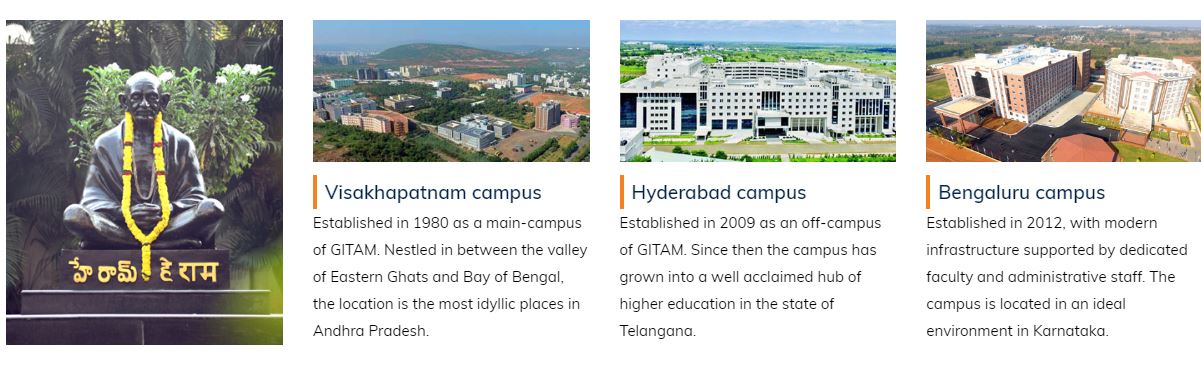 హే రామ్ हे राम
Visakhapatnam campus
Established in 1980 as a main-campus
of GITAM. Nestled in between the valley
of Eastern Ghats and Bay of Bengal,
the location is the most idyllic places in
Andhra Pradesh.
Hyderabad campus
Established in 2009 as an off-campus
of GITAM. Since then the campus has
grown into a well acclaimed hub of
higher education in the state of
Telangana.
Bengaluru campus
Established in 2012, with modern
infrastructure supported by dedicated
faculty and administrative staff. The
campus is located in an ideal
environment in Karnataka.